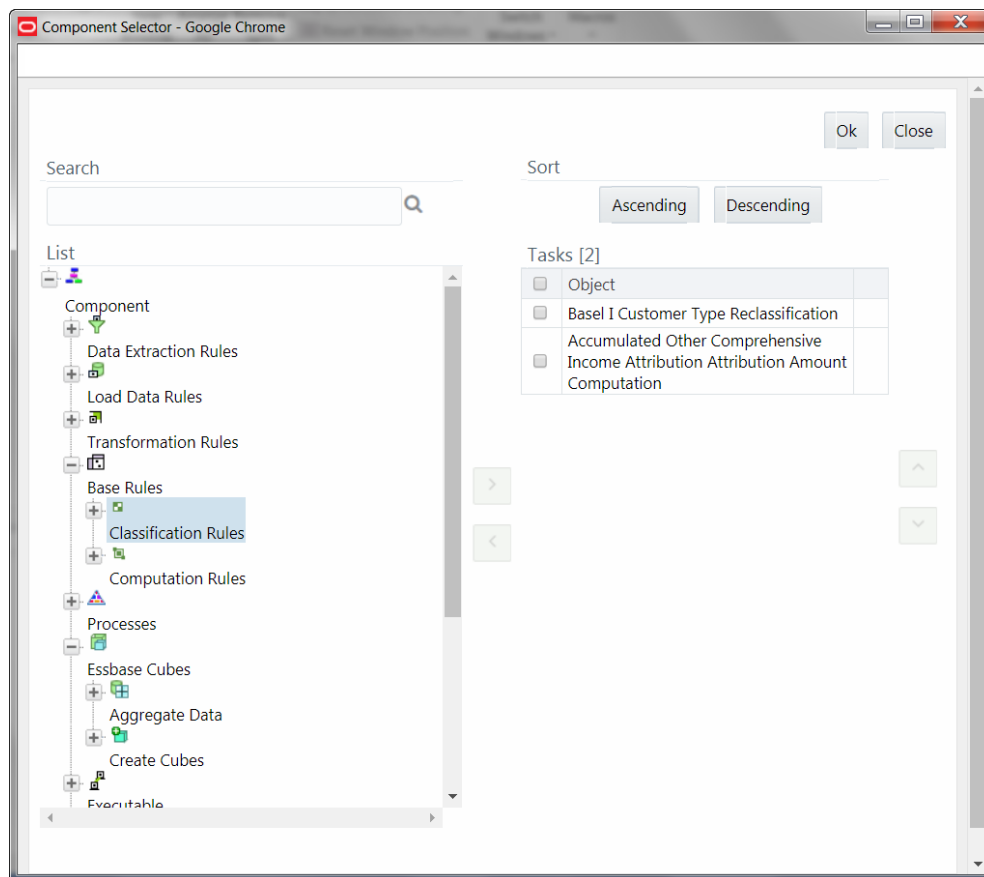 Component Selector - Google Chrome
Ok
Close
Search
Sort
Ascending
Descending
List
Tasks [2]
Component
Data Extraction Rules
Load Data Rules
Transformation Rules
Base Rules
Classification Rules
Computation Rules
Processes
Essbase Cubes
Aggregate Data
Create Cubes
Executable
Object
Basel I Customer Type Reclassification
Accumulated Other Comprehensive
Income Attribution Attribution Amount
Computation